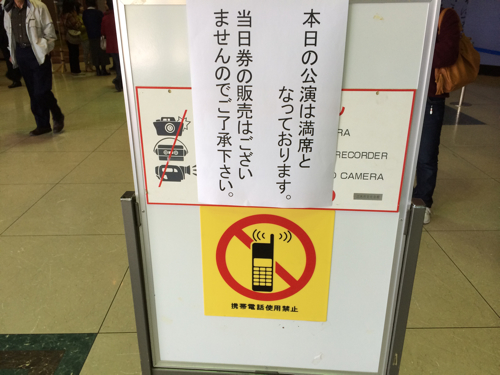 本日の公演は満席と
なっております。
当日券の販売はござい
ませんのでご了承下さい。
RA
RECORDER
CAMERA
携帯電話使用禁止